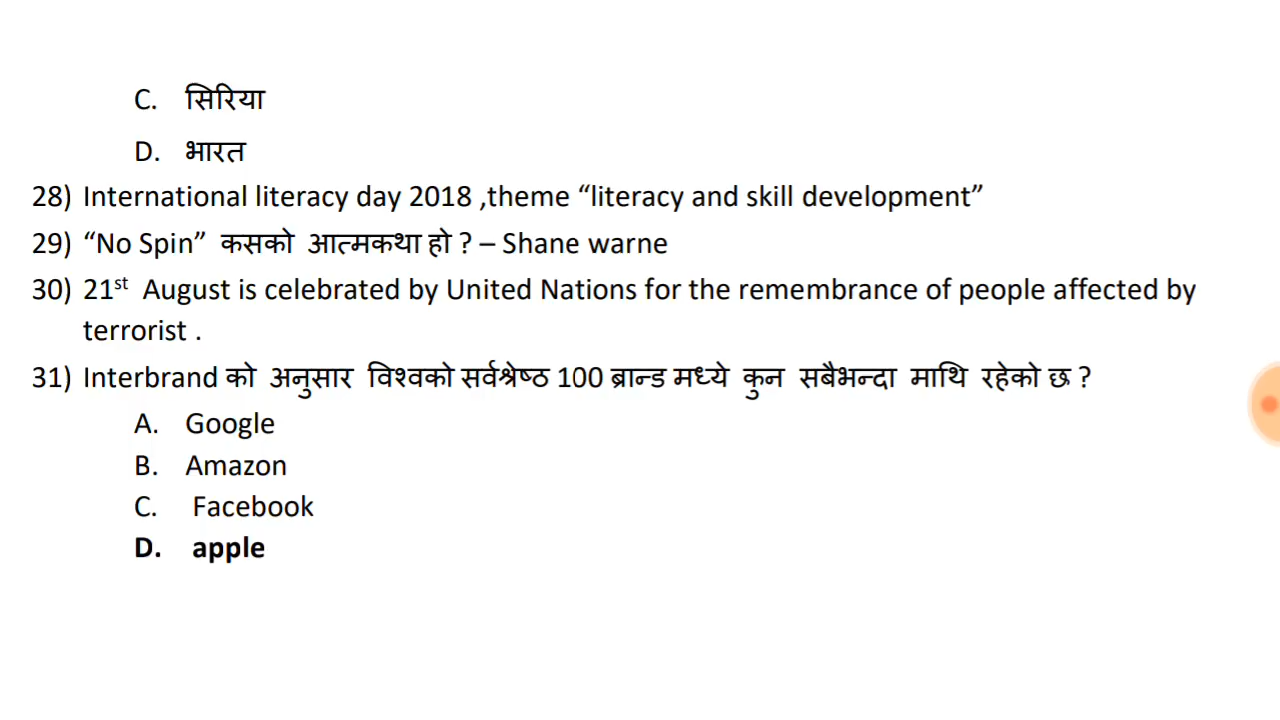 C. सिरिया
D. भारत
28) International literacy day 2018 ,theme “literacy and skill development”
29) “No Spin” कसको आत्मकथा हो ? – Shane warne
30) 21st August is celebrated by United Nations for the remembrance of people affected by
terrorist .
31) Interbrand को अनुसार विश्वको सर्वश्रेष्ठ 100 ब्रान्ड मध्ये कुन सबैभन्दा माथि रहेको छ ?
A. Google
B. Amazon
C. Facebook
D. apple